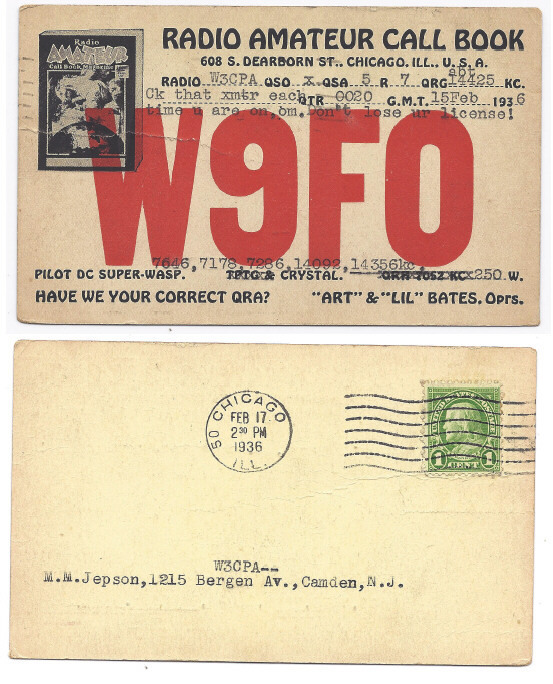 Radio
AMATEUR
Call Book Magazine
RADIO AMATEUR CALL BOOK
608 S. DEARBORN ST., CHICAGO, ILL., U. S. A.
RADIO W3CPA QSO x QSA 5 R 7 QRG abt 14425 KC.
Ck that xmtr each QTR 0020 G.M.T. 15Feb 1936
time u are on,om.Don't lose ur license!
W9FO
7646,7178,7286,14092,14356kc,
PILOT DC SUPER-WASP. TPTG & CRYSTAL. QRH 7052 KC 250 W.
HAVE WE YOUR CORRECT QRA? "ART" & "LIL" BATES, Oprs.
CHICAGO
50
FEB 17
2 30 PM
1936
ILL.
1 CENT 1
W3CPA--
M.M.Jepson,1215 Bergen Av.,Camden,N.J.